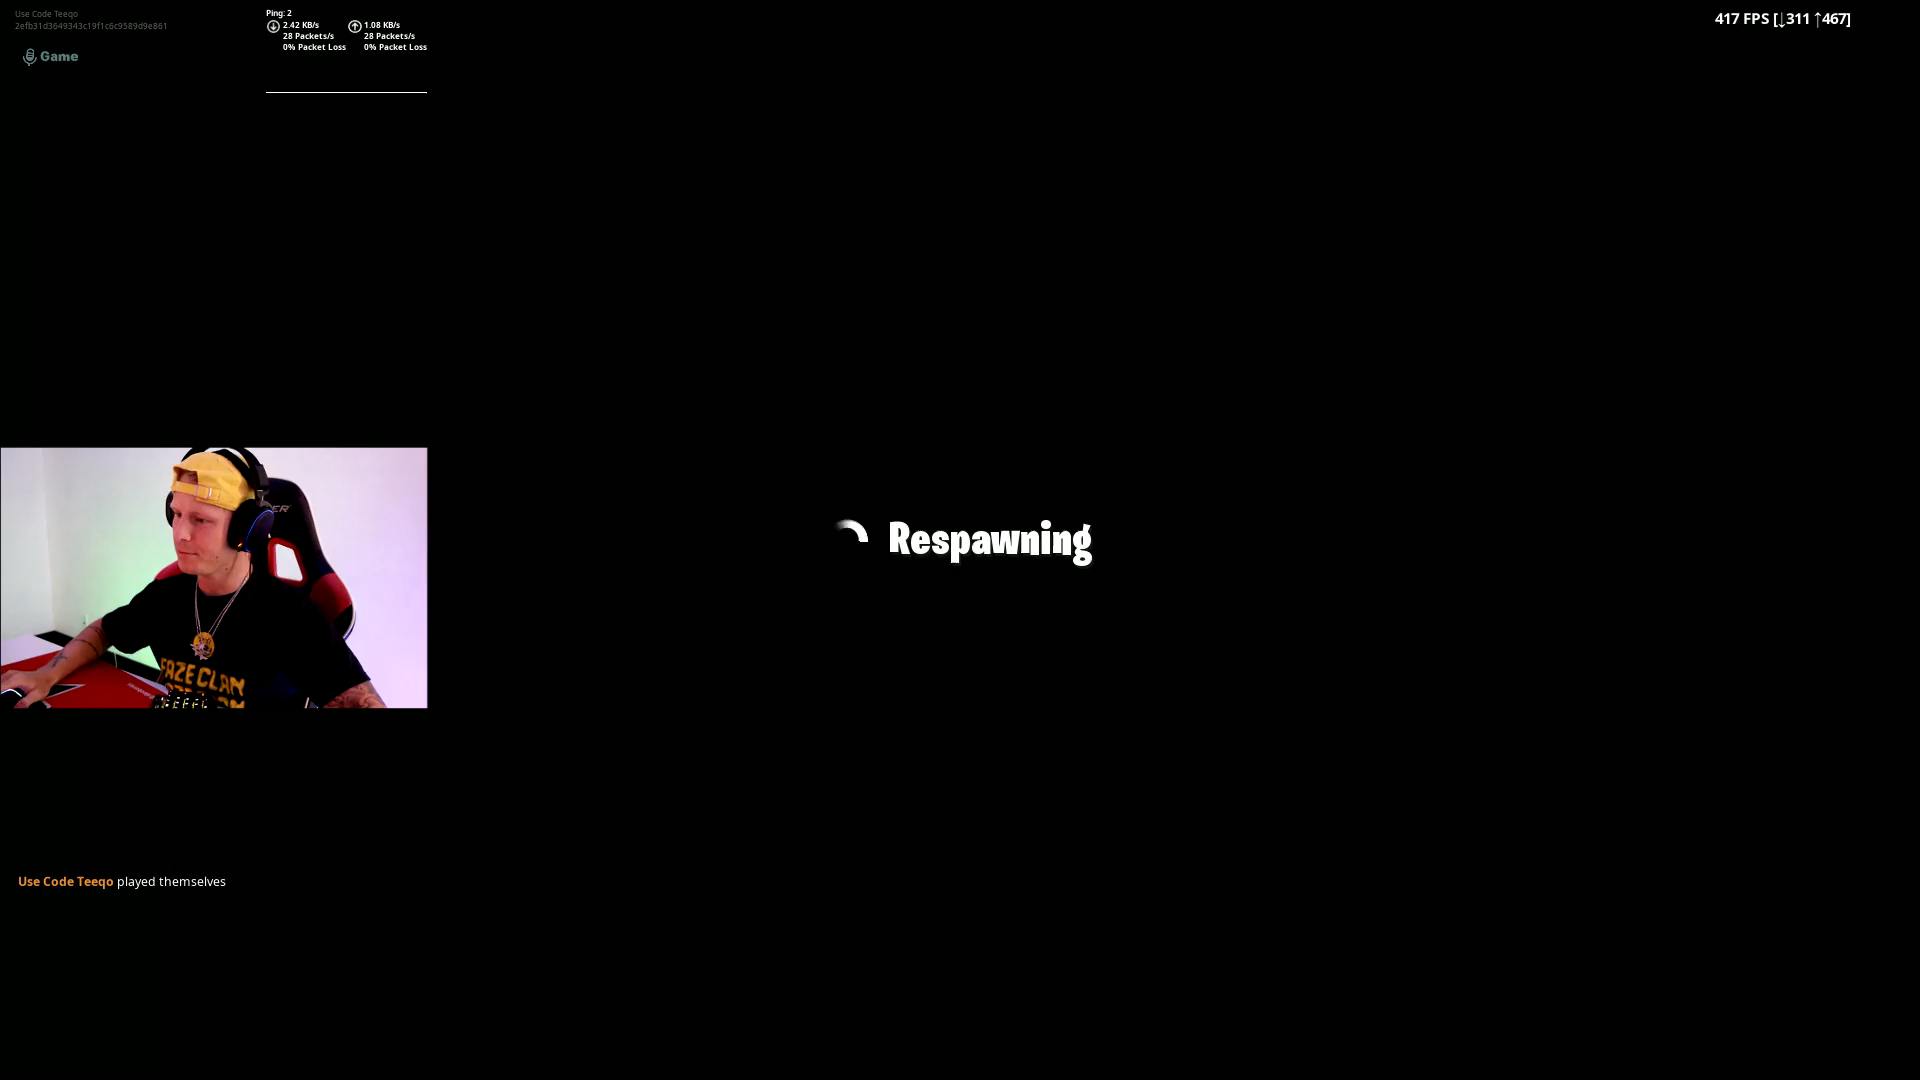 Use Code Teeqo
2efb31d3649343c19f1c6c9589d9e861
Game
Ping: 2
2.42 KB/s
28 Packets/s
0% Packet Loss
1.08 KB/s
28 Packets/s
0% Packet Loss
417 FPS [↓311 ↑467]
FAZE CLAN
Respawning
Use Code Teeqo played themselves